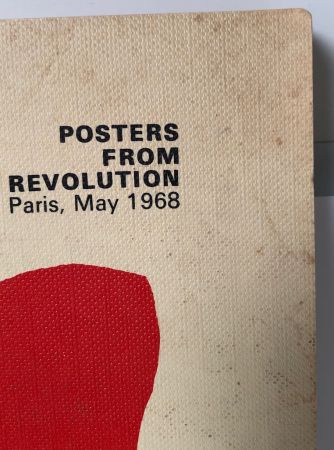 POSTERS
FROM
REVOLUTION
Paris, May 1968